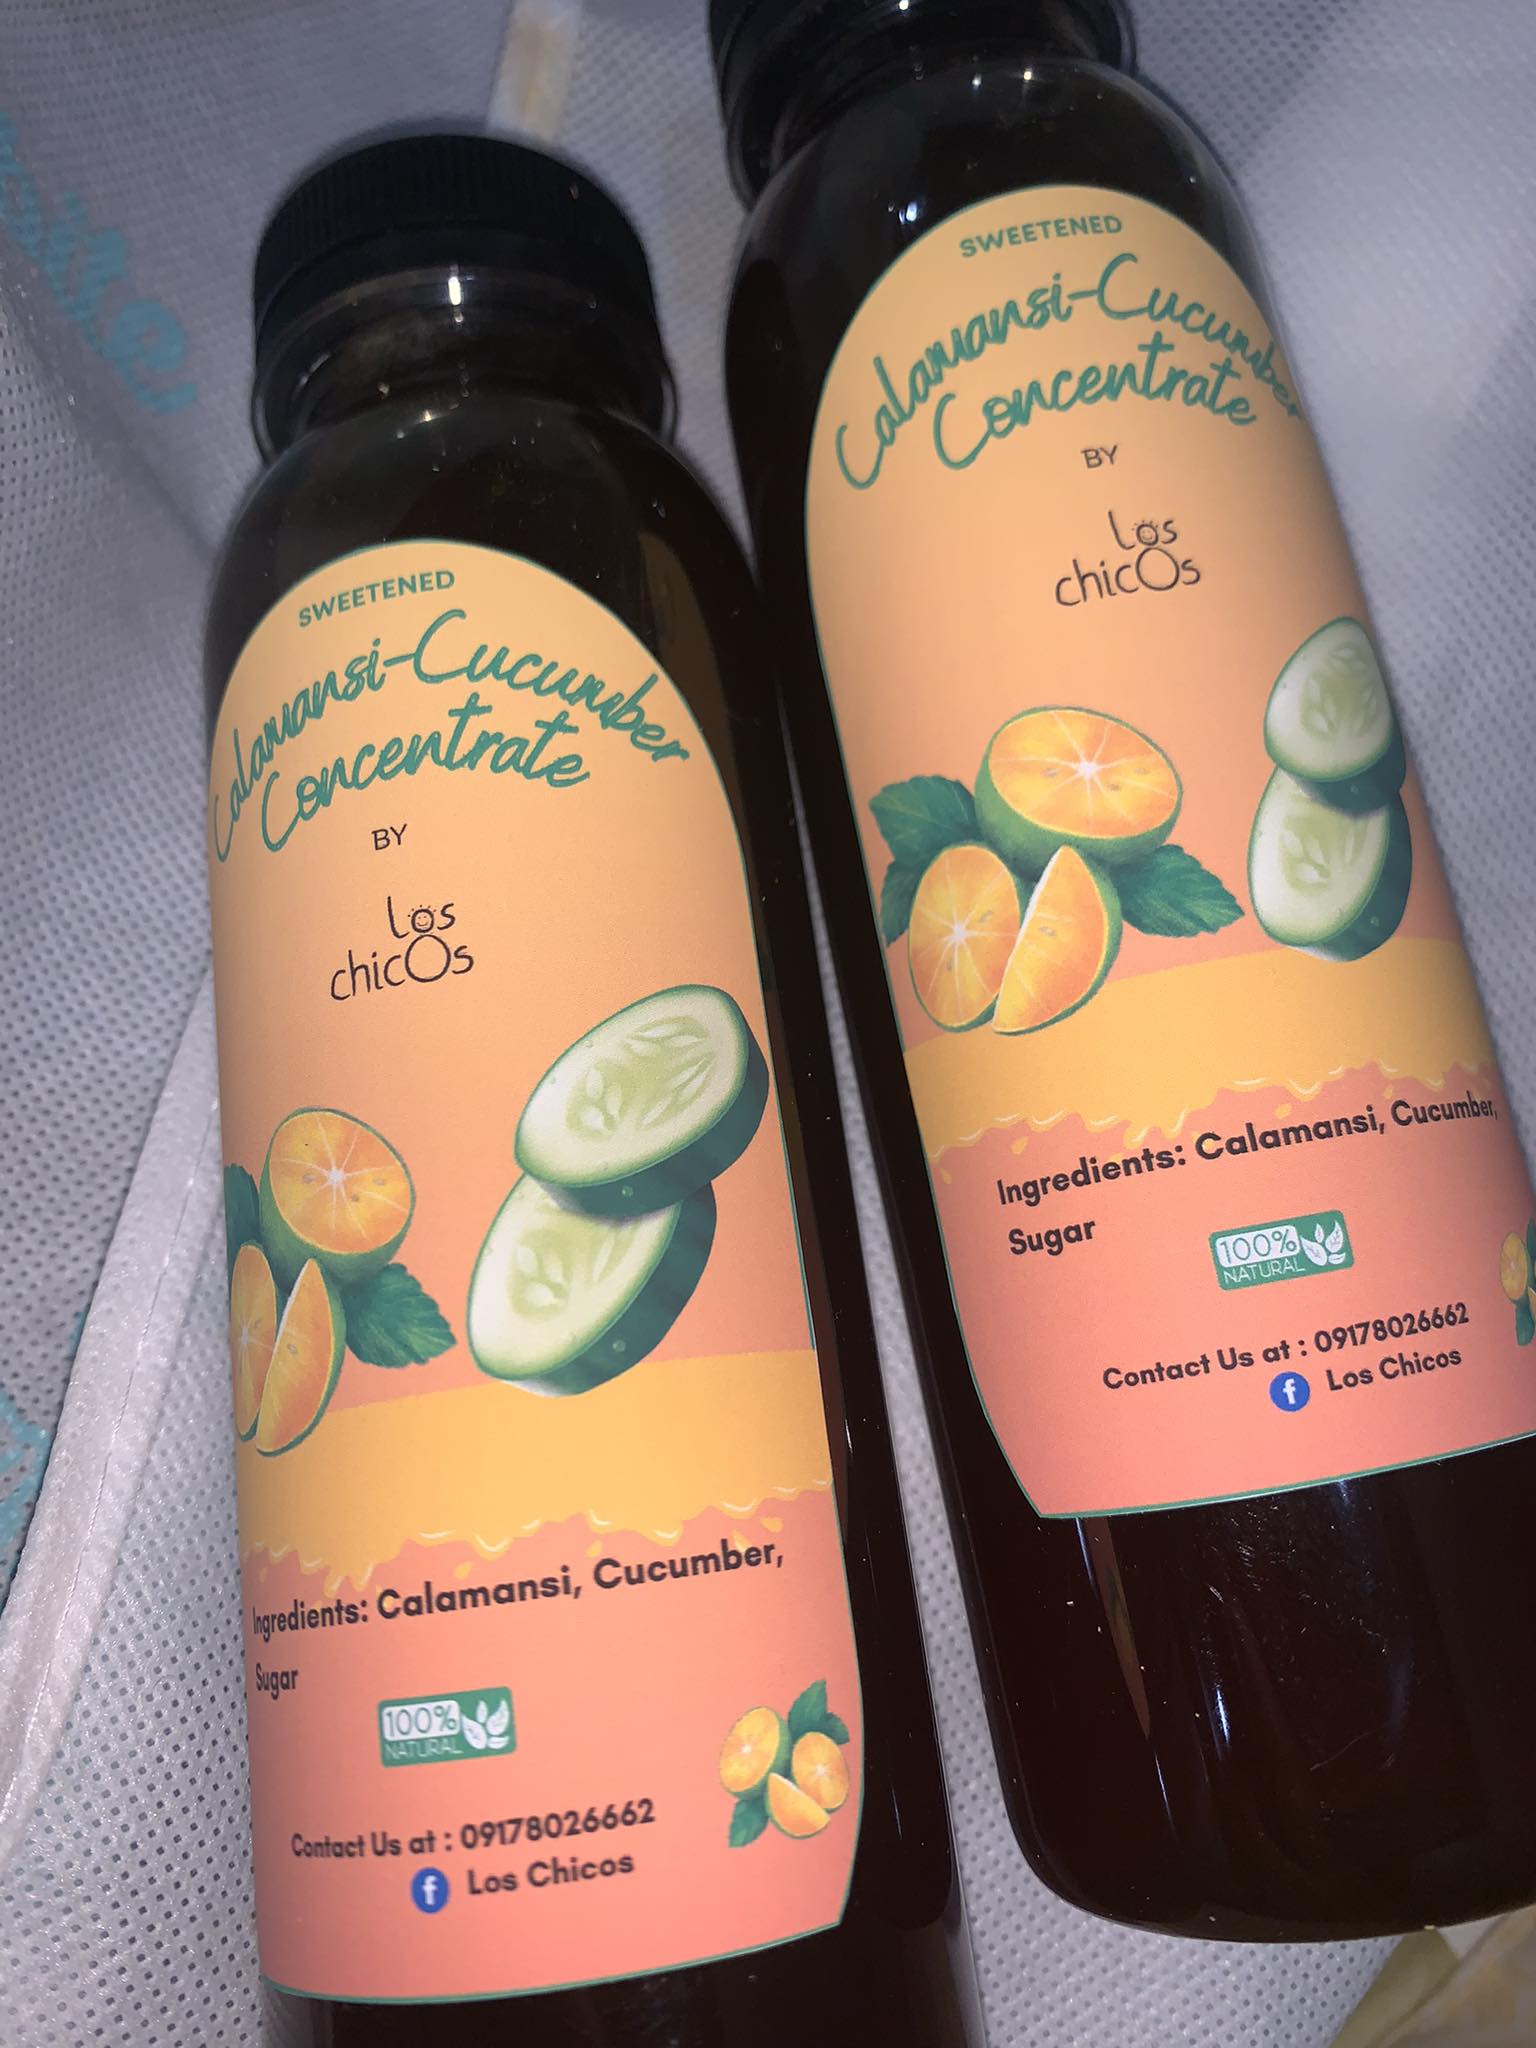 SWEETENED
Calamansi-Cucumber
Concentrate
BY
Los
chicOs
Ingredients: Calamansi, Cucumber,
Sugar
100%
NATURAL
Contact Us at : 09178026662
Los Chicos
SWEETENED
Calamansi-Cucumber
Concentrate
BY
Los
chicOs
Ingredients: Calamansi, Cucumber,
Sugar
100%
NATURAL
Contact Us at : 09178026662
Los Chicos